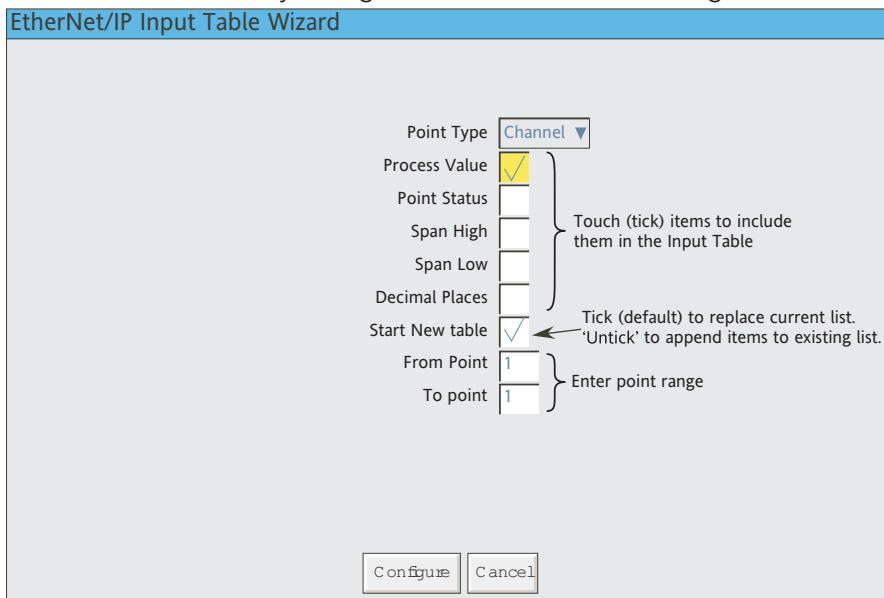 EtherNet/IP Input Table Wizard
Point Type Channel ▼
Process Value
Point Status
Span High
Span Low
Decimal Places
Touch (tick) items to include
them in the Input Table
Start New table
Tick (default) to replace current list.
‘Untick’ to append items to existing list.
From Point 1
To point 1
Enter point range
Configure Cancel